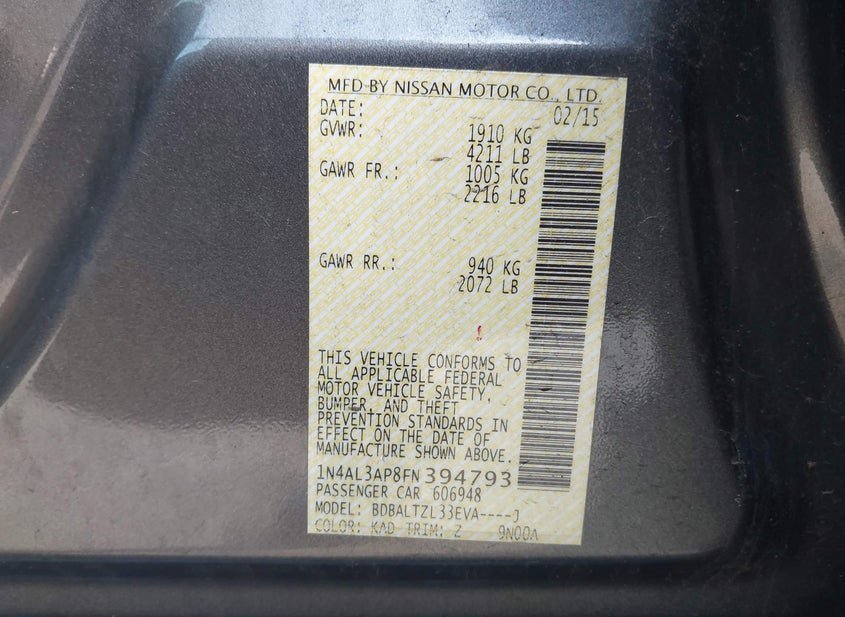 MFD BY NISSAN MOTOR CO., LTD.
DATE: 02/15
GVWR: 1910 KG
4211 LB
GAWR FR.: 1005 KG
2216 LB
GAWR RR.: 940 KG
2072 LB
THIS VEHICLE CONFORMS TO
ALL APPLICABLE FEDERAL
MOTOR VEHICLE SAFETY,
BUMPER, AND THEFT
PREVENTION STANDARDS IN
EFFECT ON THE DATE OF
MANUFACTURE SHOWN ABOVE.
1N4AL3AP8FN394793
PASSENGER CAR 606948
MODEL: BDBALTZL33EVA----J
COLOR: KAD TRIM: Z 9N00A